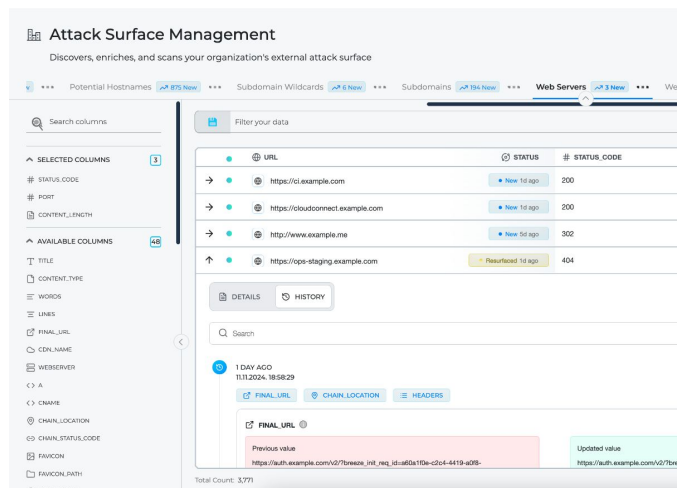 Attack Surface Management
Discovers, enriches, and scans your organization's external attack surface
Potential Hostnames 875 New Subdomain Wildcards 6 New Subdomains 194 New Web Servers 3 New We
Search columns
SELECTED COLUMNS 3
# STATUS_CODE
# PORT
CONTENT_LENGTH
AVAILABLE COLUMNS 48
TITLE
CONTENT_TYPE
WORDS
LINES
FINAL_URL
CDN_NAME
WEBSERVER
<> A
<> CNAME
CHAIN_LOCATION
CHAIN_STATUS_CODE
FAVICON
FAVICON_PATH
Filter your data
URL STATUS # STATUS_CODE
https://ci.example.com New 1d ago 200
https://cloudconnect.example.com New 1d ago 200
http://www.example.me New 5d ago 302
https://ops-staging.example.com Resurfaced 1d ago 404
DETAILS HISTORY
Search
1 DAY AGO
11.11.2024. 18:58:29
FINAL_URL CHAIN_LOCATION HEADERS
FINAL_URL
Previous value Updated value
https://auth.example.com/v2/?breeze_init_req_id=a60a1f0e-c2c4-4419-a0f8- https://auth.example.com/v2/?bree
Total Count: 3,771